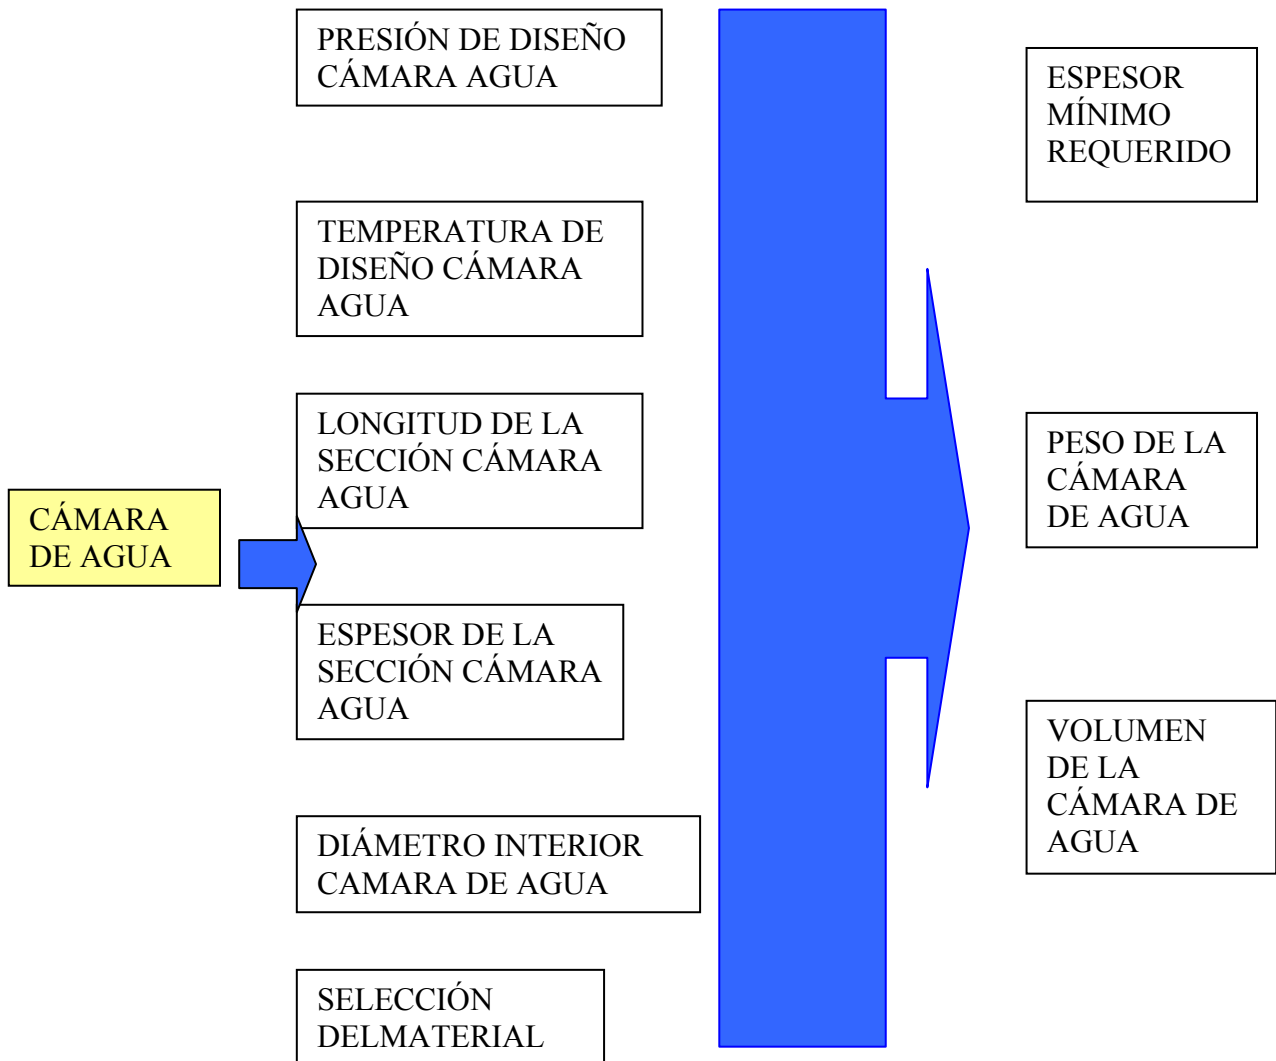 PRESIÓN DE DISEÑO
CÁMARA AGUA
TEMPERATURA DE
DISEÑO CÁMARA
AGUA
LONGITUD DE LA
SECCIÓN CÁMARA
AGUA
CÁMARA
DE AGUA
ESPESOR DE LA
SECCIÓN CÁMARA
AGUA
DIÁMETRO INTERIOR
CAMARA DE AGUA
SELECCIÓN
DELMATERIAL
ESPESOR
MÍNIMO
REQUERIDO
PESO DE LA
CÁMARA
DE AGUA
VOLUMEN
DE LA
CÁMARA DE
AGUA